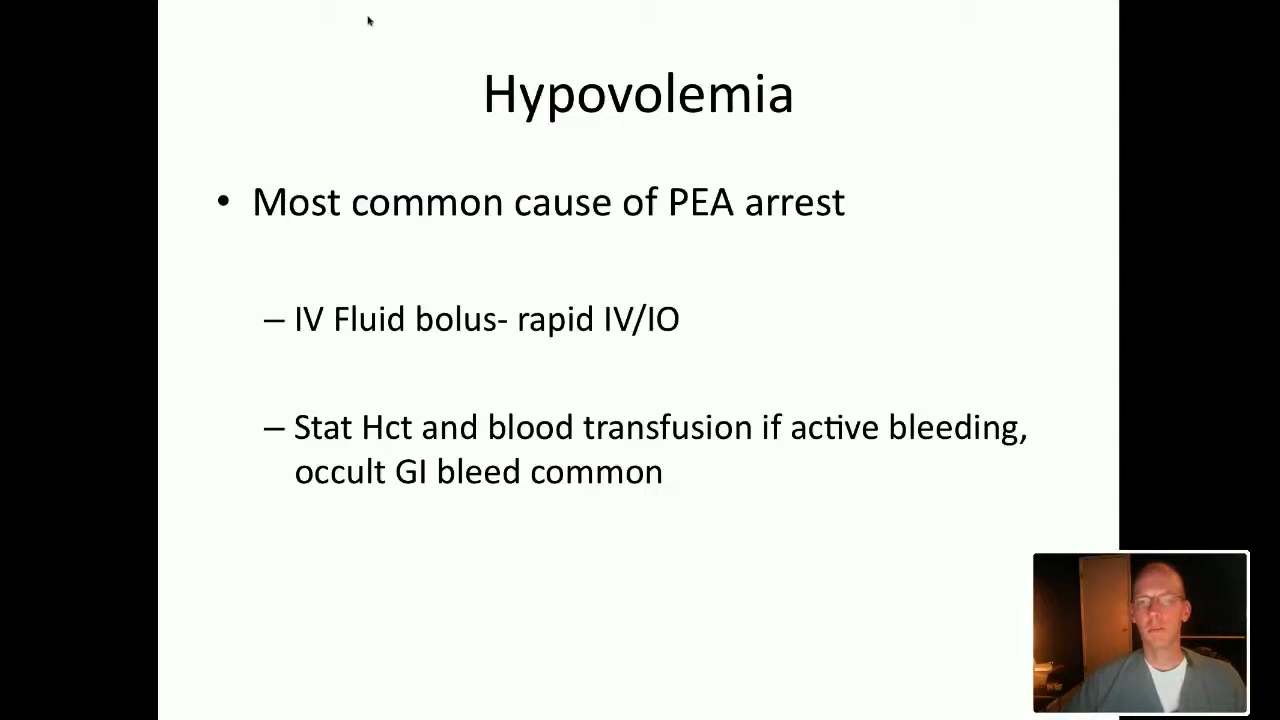 Hypovolemia
• Most common cause of PEA arrest
– IV Fluid bolus- rapid IV/IO
– Stat Hct and blood transfusion if active bleeding,
occult GI bleed common